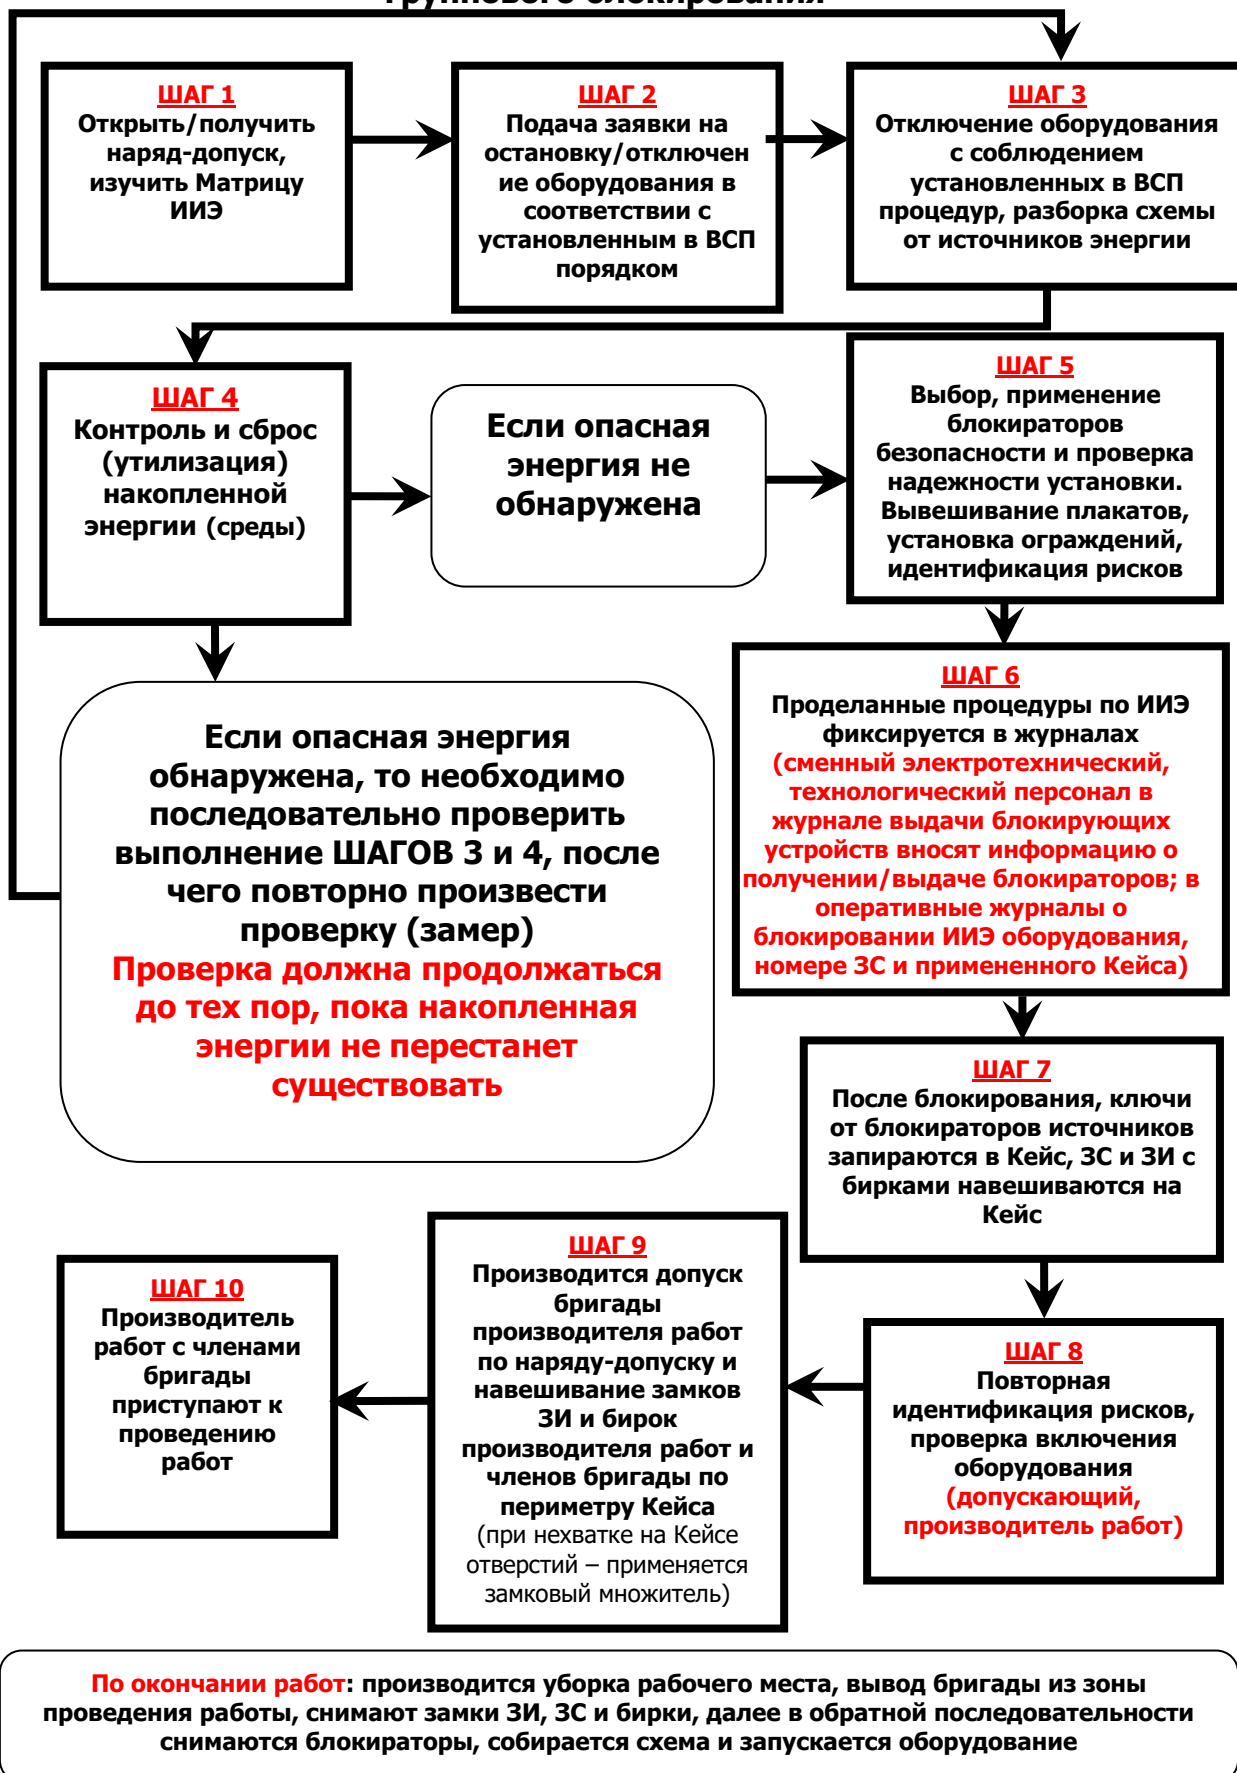 группового блокирования
ШАГ 1
Открыть/получить
наряд-допуск,
изучить Матрицу
ИИЭ
ШАГ 2
Подача заявки на
остановку/отключен
ие оборудования в
соответствии с
установленным в ВСП
порядком
ШАГ 3
Отключение оборудования
с соблюдением
установленных в ВСП
процедур, разборка схемы
от источников энергии
ШАГ 4
Контроль и сброс
(утилизация)
накопленной
энергии (среды)
Если опасная
энергия не
обнаружена
ШАГ 5
Выбор, применение
блокираторов
безопасности и проверка
надежности установки.
Вывешивание плакатов,
установка ограждений,
идентификация рисков
Если опасная энергия
обнаружена, то необходимо
последовательно проверить
выполнение ШАГОВ 3 и 4, после
чего повторно произвести
проверку (замер)
Проверка должна продолжаться
до тех пор, пока накопленная
энергии не перестанет
существовать
ШАГ 6
Проделанные процедуры по ИИЭ
фиксируется в журналах
(сменный электротехнический,
технологический персонал в
журнале выдачи блокирующих
устройств вносят информацию о
получении/выдаче блокираторов; в
оперативные журналы о
блокировании ИИЭ оборудования,
номере ЗС и примененного Кейса)
ШАГ 7
После блокирования, ключи
от блокираторов источников
запираются в Кейс, ЗС и ЗИ с
бирками навешиваются на
Кейс
ШАГ 8
Повторная
идентификация рисков,
проверка включения
оборудования
(допускающий,
производитель работ)
ШАГ 9
Производится допуск
бригады
производителя работ
по наряду-допуску и
навешивание замков
ЗИ и бирок
производителя работ и
членов бригады по
периметру Кейса
(при нехватке на Кейсе
отверстий – применяется
замковый множитель)
ШАГ 10
Производитель
работ с членами
бригады
приступают к
проведению
работ
По окончании работ: производится уборка рабочего места, вывод бригады из зоны
проведения работы, снимают замки ЗИ, ЗС и бирки, далее в обратной последовательности
снимаются блокираторы, собирается схема и запускается оборудование